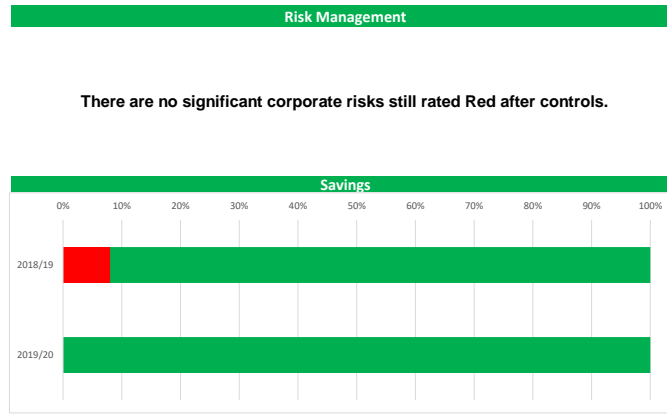 Risk Management
There are no significant corporate risks still rated Red after controls.
Savings
0% 10% 20% 30% 40% 50% 60% 70% 80% 90% 100%
2018/19
2019/20